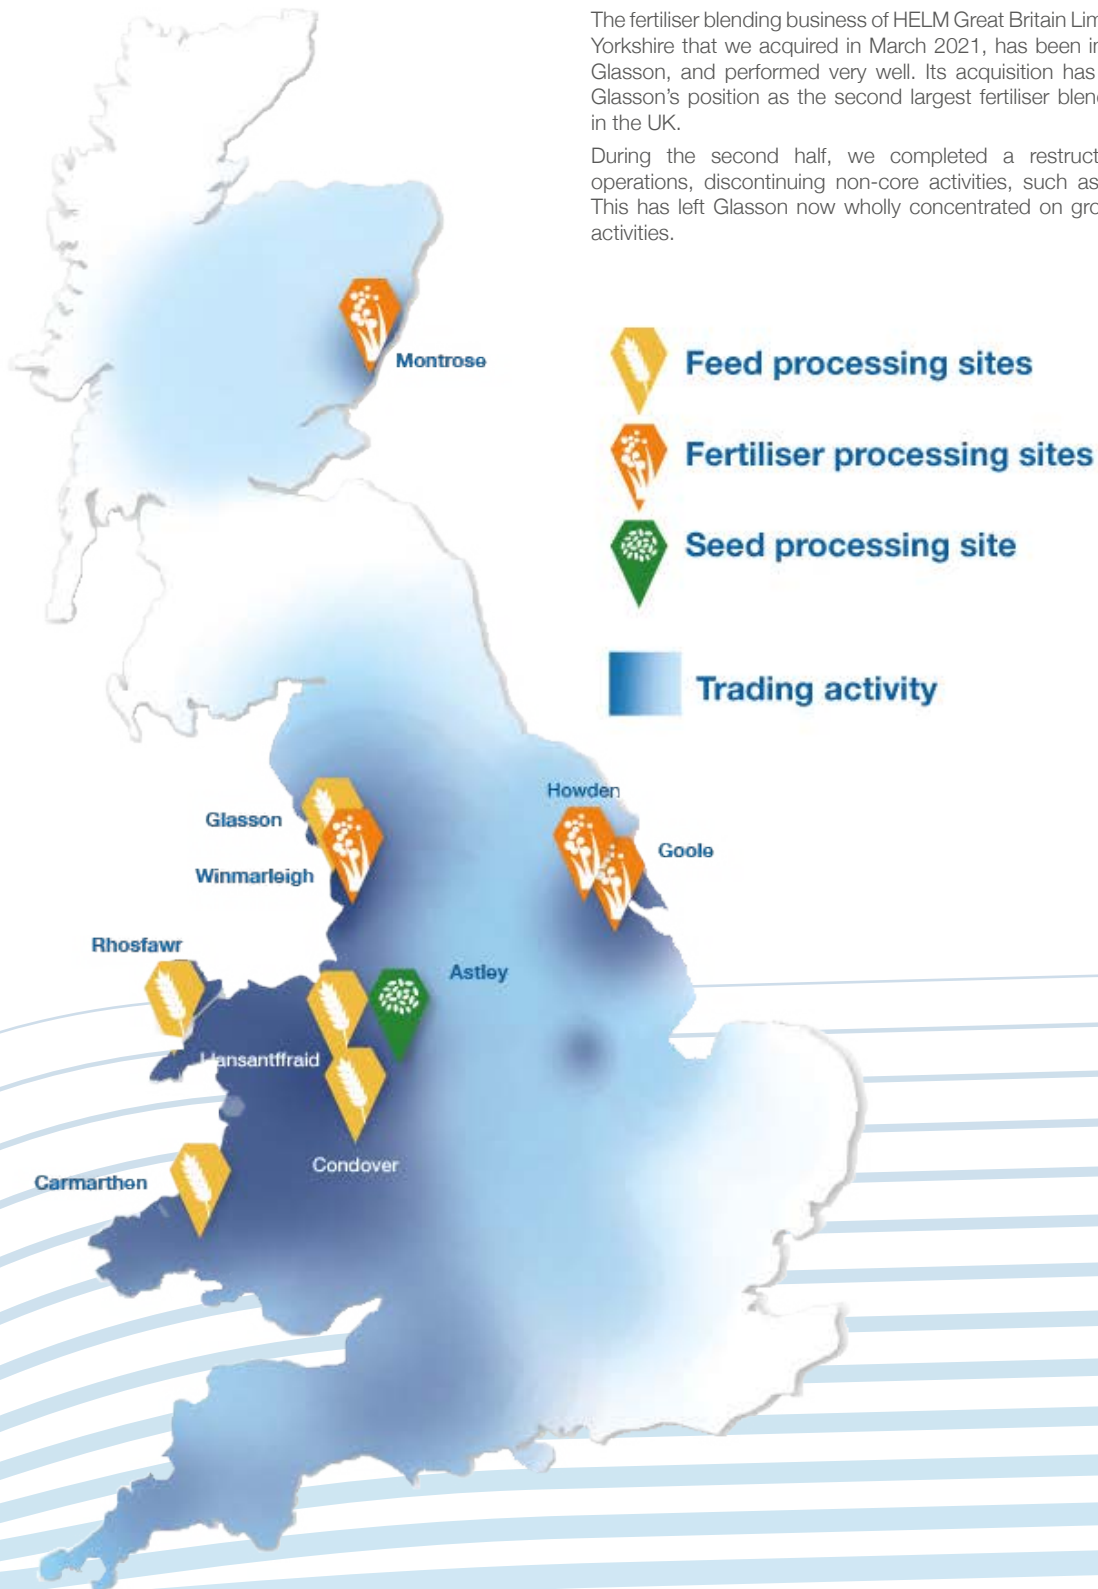 The fertiliser blending business of HELM Great Britain Lim
Yorkshire that we acquired in March 2021, has been in
Glasson, and performed very well. Its acquisition has
Glasson's position as the second largest fertiliser blend
in the UK.
During the second half, we completed a restruct
operations, discontinuing non-core activities, such as
This has left Glasson now wholly concentrated on gro
activities.
Montrose
Feed processing sites
Fertiliser processing sites
Seed processing site
Trading activity
Howden
Glasson
Goole
Winmarleigh
Rhosfawr
Astley
Llansantffraid
Condover
Carmarthen